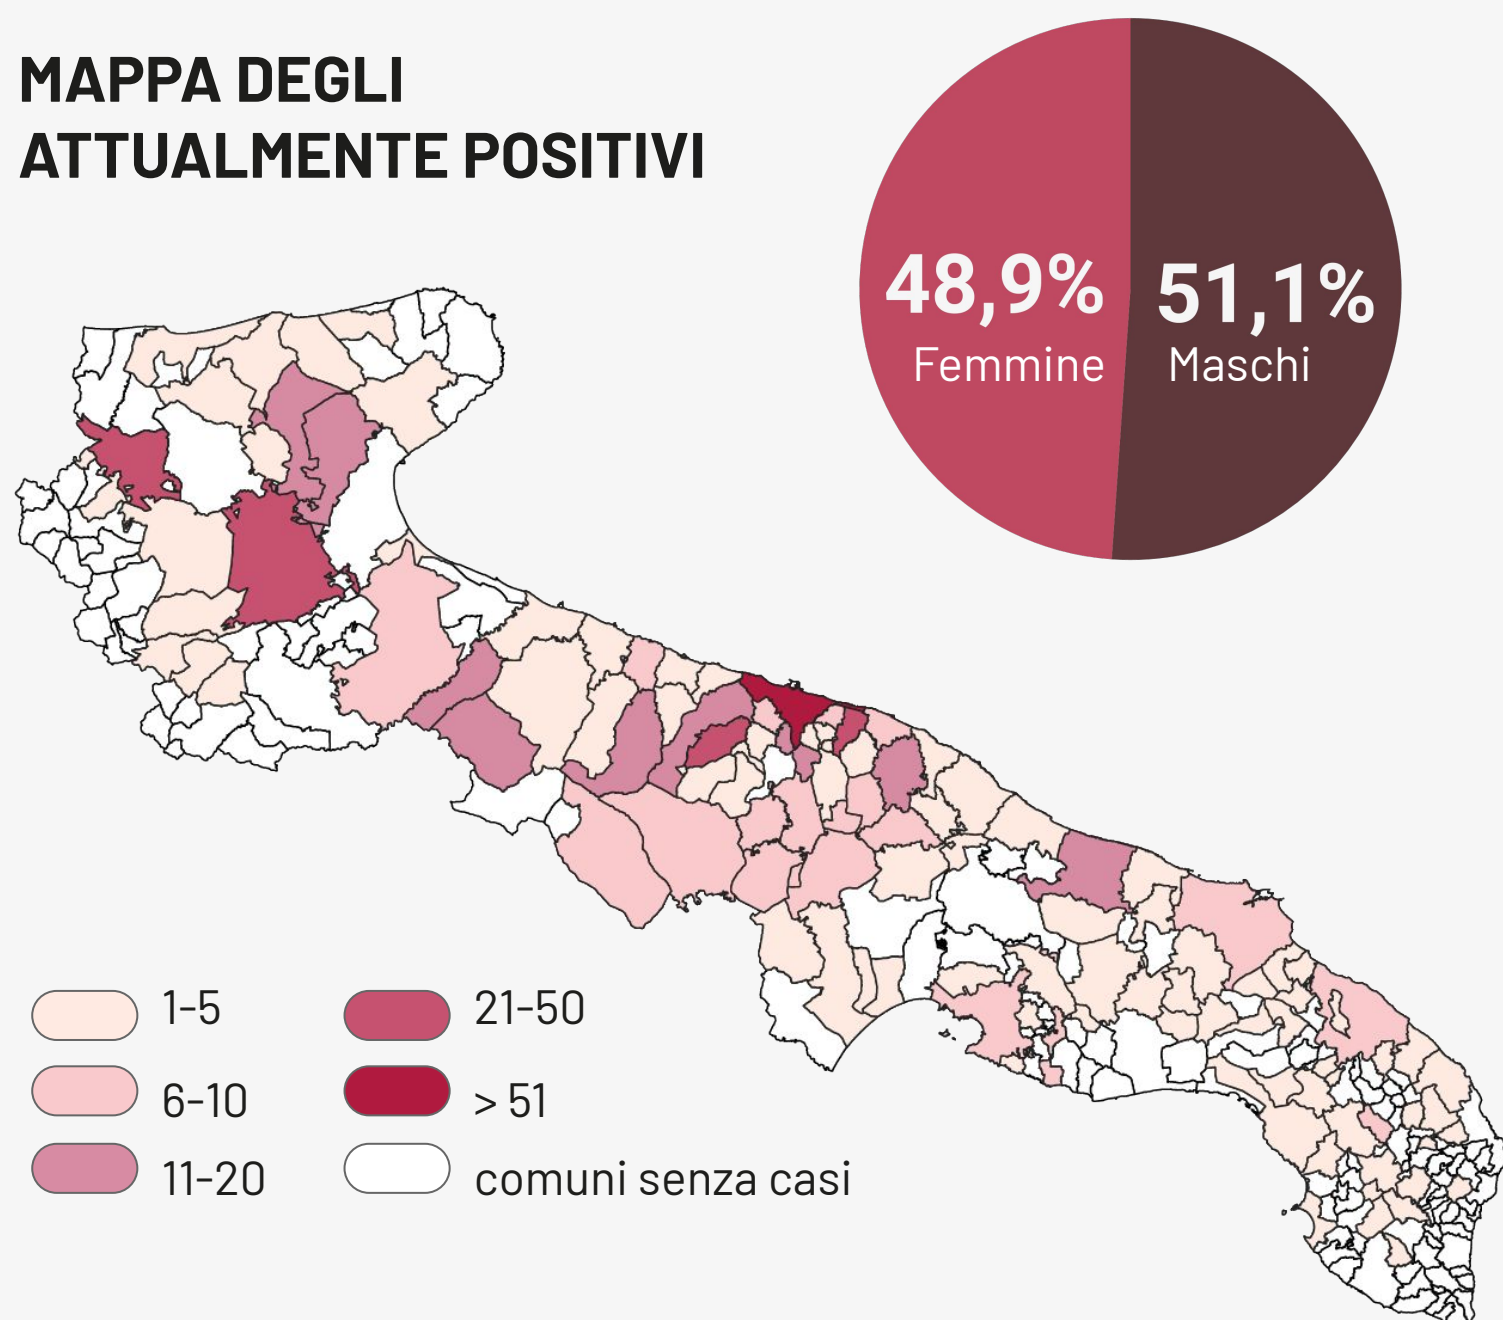 MAPPA DEGLI
ATTUALMENTE POSITIVI
48,9%
Femmine
51,1%
Maschi
1-5
6-10
11-20
21-50
> 51
comuni senza casi